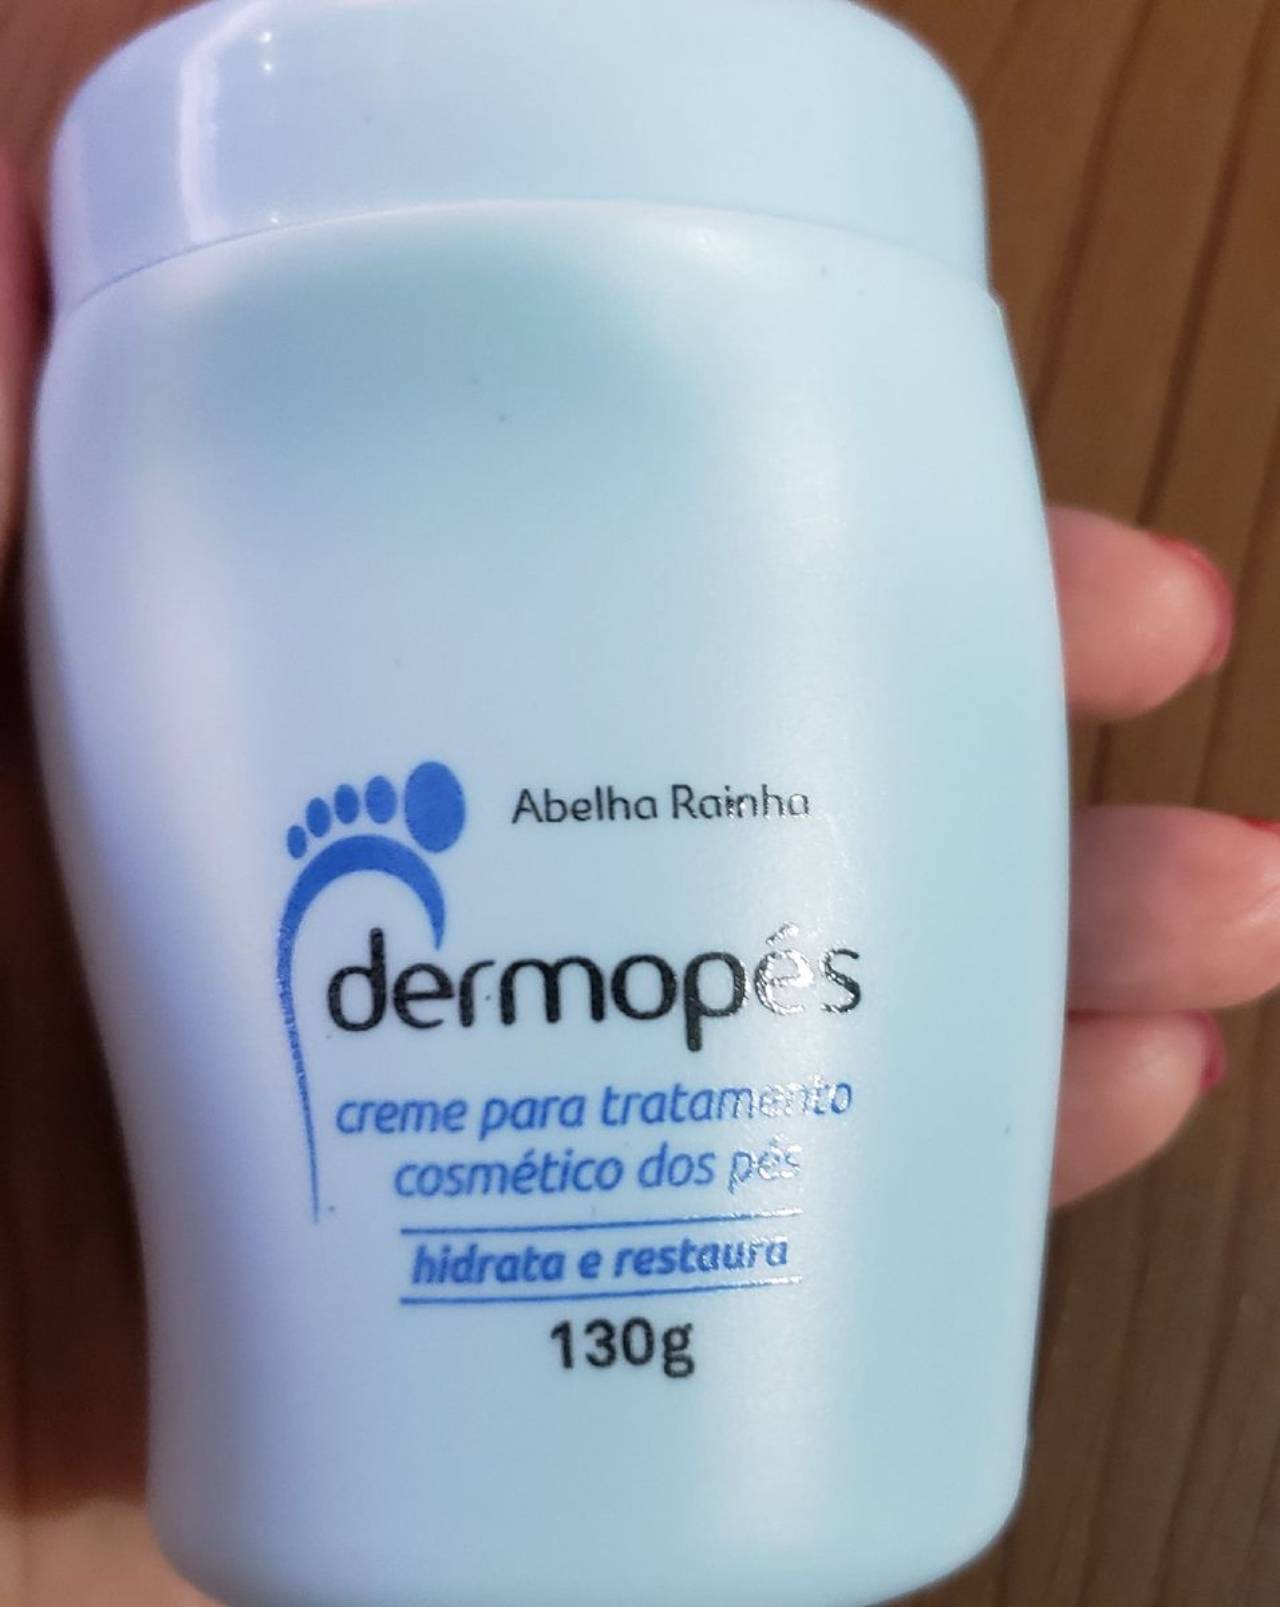 Abelha Rainha
dermopés
creme para tratamento
cosmético dos pés
hidrata e restaura
130g